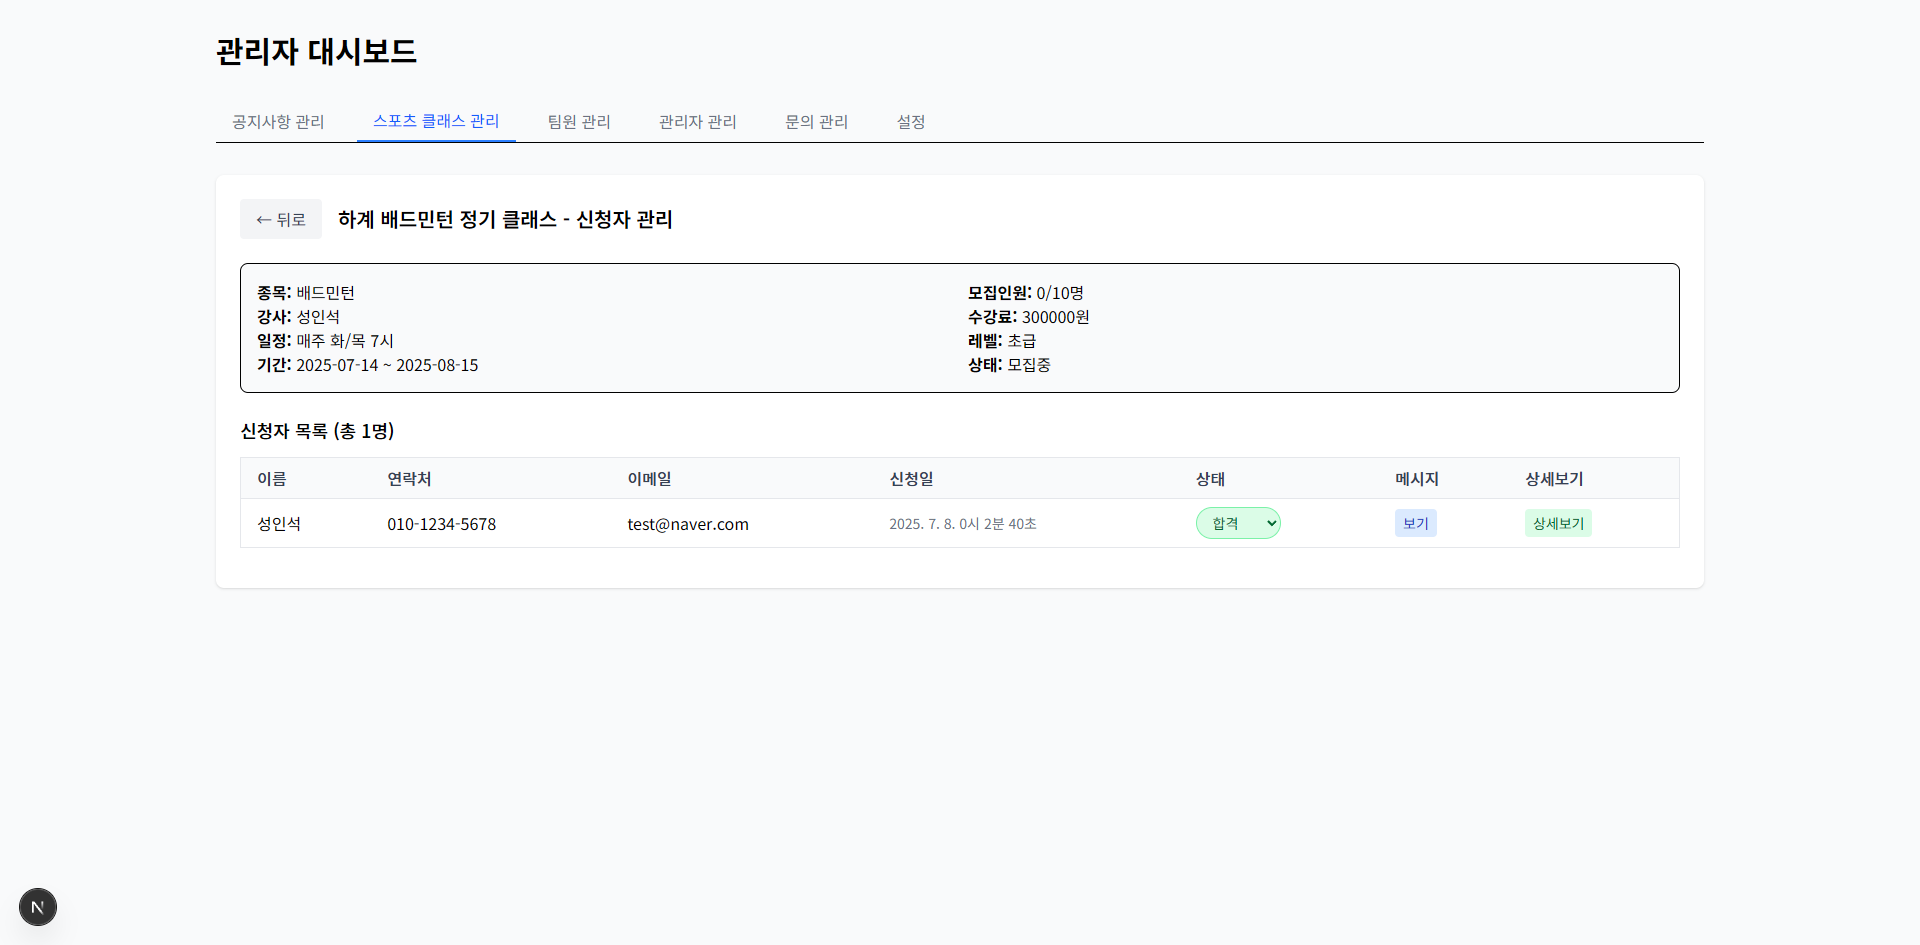 관리자 대시보드
공지사항 관리 스포츠 클래스 관리 팀원 관리 관리자 관리 문의 관리 설정
← 뒤로 하계 배드민턴 정기 클래스 - 신청자 관리
종목: 배드민턴
강사: 성인석
일정: 매주 화/목 7시
기간: 2025-07-14 ~ 2025-08-15
모집인원: 0/10명
수강료: 300000원
레벨: 초급
상태: 모집중
신청자 목록 (총 1명)
이름 연락처 이메일 신청일 상태 메시지 상세보기
성인석 010-1234-5678 test@naver.com 2025. 7. 8. 0시 2분 40초 합격 보기 상세보기
N